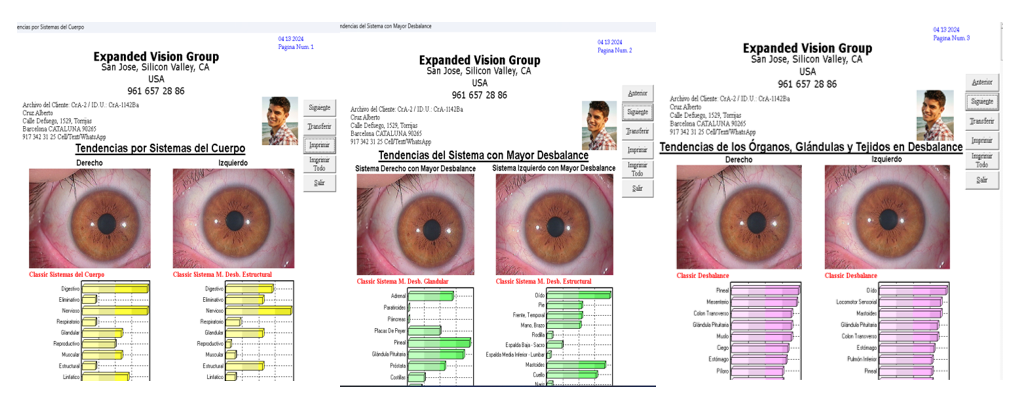 encias por Sistemas del Cuerpo
04 13 2024
Pagina Num. 1
Expanded Vision Group
San Jose, Silicon Valley, CA
USA
961 657 28 86
Archivo del Cliente: CrA-2 / ID. U.: CrA-1142Ba
Cruz Alberto
Calle Defiego, 1529, Torrijas
Barcelona CATALUNA 90265
917 342 31 25 Cell/Text/WhatsApp
Siguiente
Transferir
Imprimir
Imprimir Todo
Salir
Tendencias por Sistemas del Cuerpo
Derecho
Izquierdo
Classic Sistemas del Cuerpo
Classic Sistema M. Desb. Estructural
Digestivo
Eliminativo
Nervioso
Respiratorio
Glandular
Reproductivo
Muscular
Estructural
Linfatico
Digestivo
Eliminativo
Nervioso
Respiratorio
Glandular
Reproductivo
Muscular
Estructural
Linfatico
ndencias del Sistema con Mayor Desbalance
04 13 2024
Pagina Num. 2
Expanded Vision Group
San Jose, Silicon Valley, CA
USA
961 657 28 86
Archivo del Cliente: CrA-2 / ID. U.: CrA-1142Ba
Cruz Alberto
Calle Defiego, 1529, Torrijas
Barcelona CATALUNA 90265
917 342 31 25 Cell/Text/WhatsApp
Anterior
Siguiente
Transferir
Imprimir
Imprimir Todo
Salir
Tendencias del Sistema con Mayor Desbalance
Sistema Derecho con Mayor Desbalance
Sistema Izquierdo con Mayor Desbalance
Classic Sistema M. Desb. Glandular
Classic Sistema M. Desb. Estructural
Adrenal
Paratiroides
Páncreas
Placas De Peyer
Pineal
Glándula Pituitaria
Próstata
Costillas
Oído
Pie
Frente, Temporal
Mano, Brazo
Rodilla
Espalda Baja - Sacro
Espalda Media Inferior - Lumbar
Mastoides
Cuello
04 13 2024
Pagina Num. 3
Expanded Vision Group
San Jose, Silicon Valley, CA
USA
961 657 28 86
Archivo del Cliente: CrA-2 / ID. U.: CrA-1142Ba
Cruz Alberto
Calle Defiego, 1529, Torrijas
Barcelona CATALUNA 90265
917 342 31 25 Cell/Text/WhatsApp
Anterior
Siguiente
Transferir
Imprimir
Imprimir Todo
Salir
Tendencias de los Órganos, Glándulas y Tejidos en Desbalance
Derecho
Izquierdo
Classic Desbalance
Classic Desbalance
Pineal
Mesenterio
Colon Transverso
Glándula Pituitaria
Muslo
Ciego
Estómago
Píloro
Oído
Locomotor Sensorial
Mastoides
Glándula Pituitaria
Colon Transverso
Estómago
Pulmón Inferior
Pineal